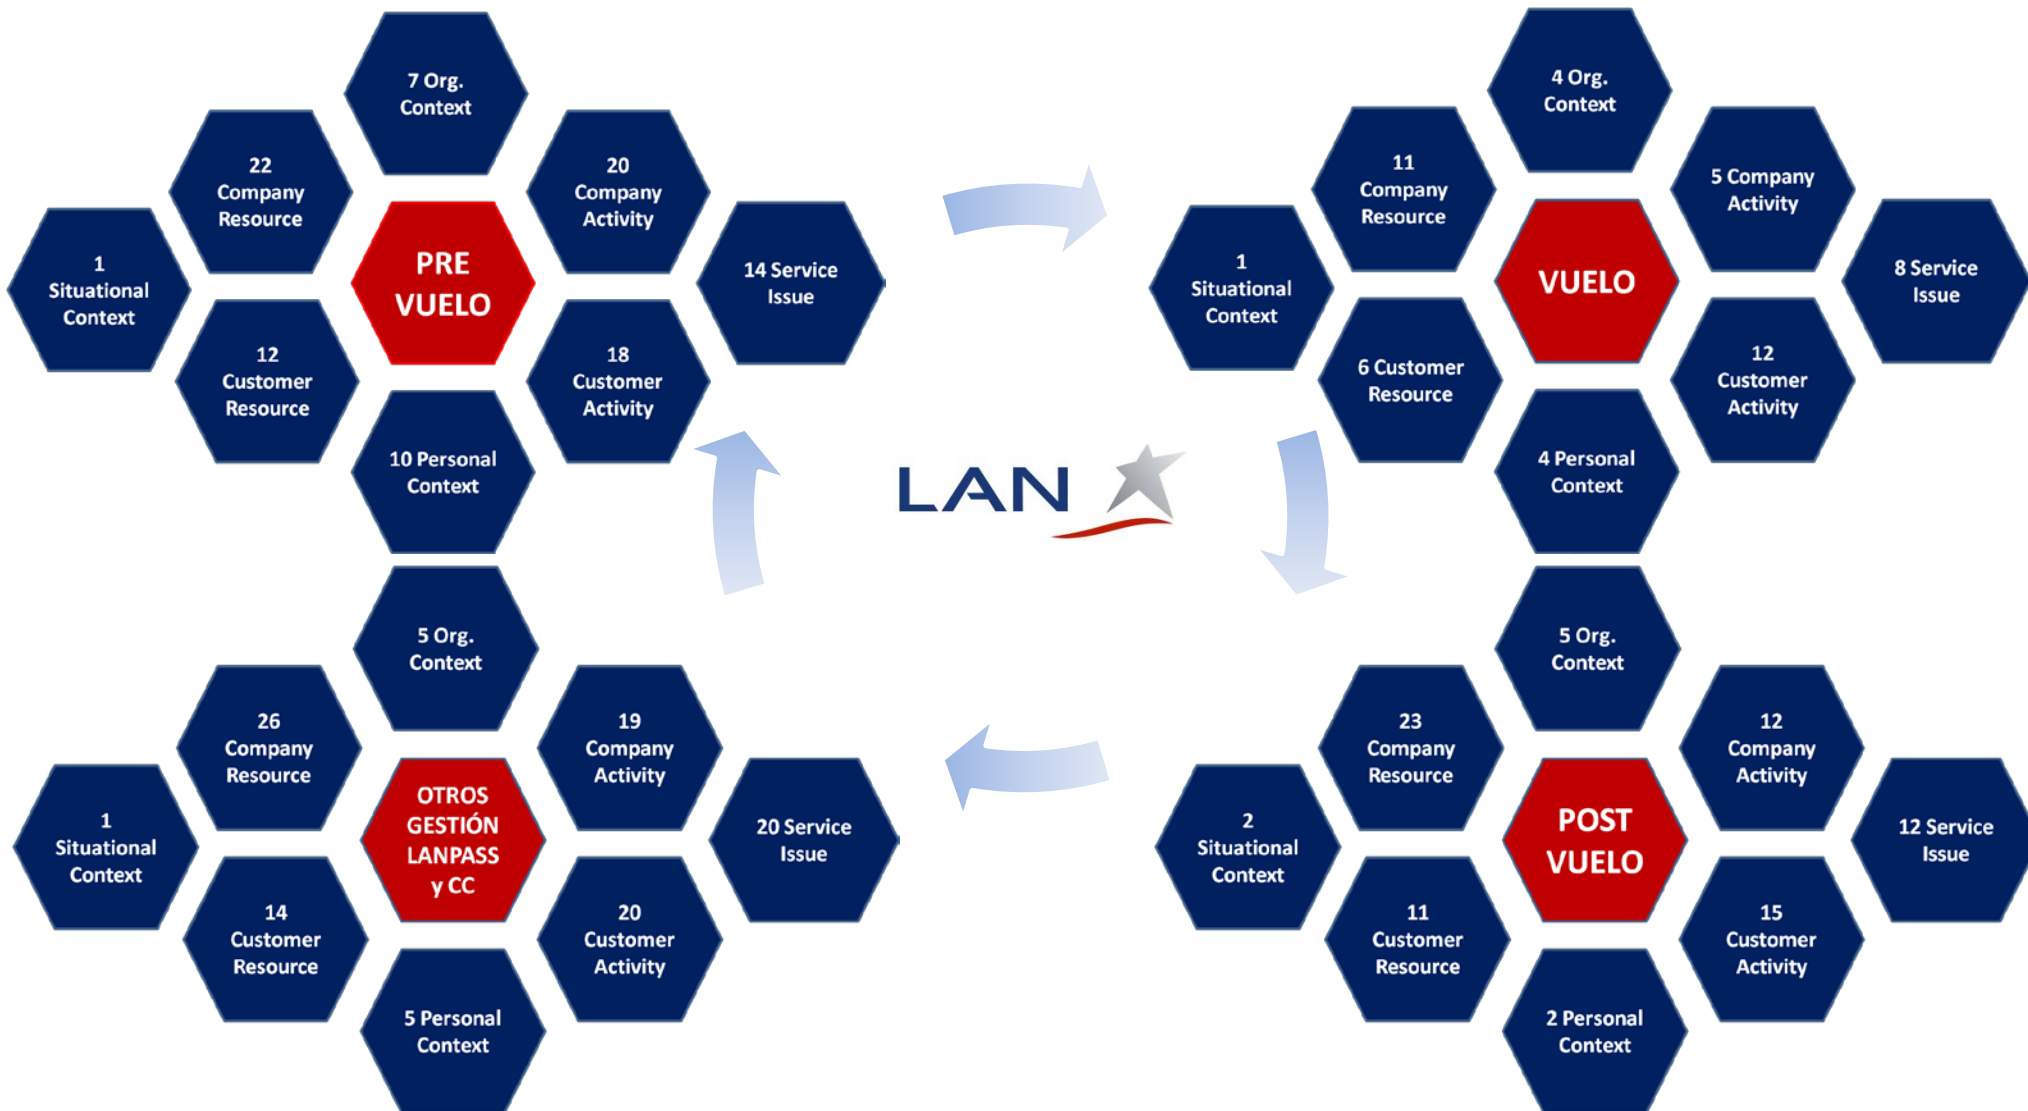 7 Org.
Context
22
Company
Resource
20
Company
Activity
1
Situational
Context
PRE
VUELO
14 Service
Issue
12
Customer
Resource
18
Customer
Activity
10 Personal
Context
4 Org.
Context
11
Company
Resource
5 Company
Activity
1
Situational
Context
VUELO
8 Service
Issue
6 Customer
Resource
12
Customer
Activity
4 Personal
Context
LAN
5 Org.
Context
26
Company
Resource
19
Company
Activity
1
Situational
Context
OTROS
GESTIÓN
LANPASS
y CC
20 Service
Issue
14
Customer
Resource
20
Customer
Activity
5 Personal
Context
5 Org.
Context
23
Company
Resource
12
Company
Activity
2
Situational
Context
POST
VUELO
12 Service
Issue
11
Customer
Resource
15
Customer
Activity
2 Personal
Context